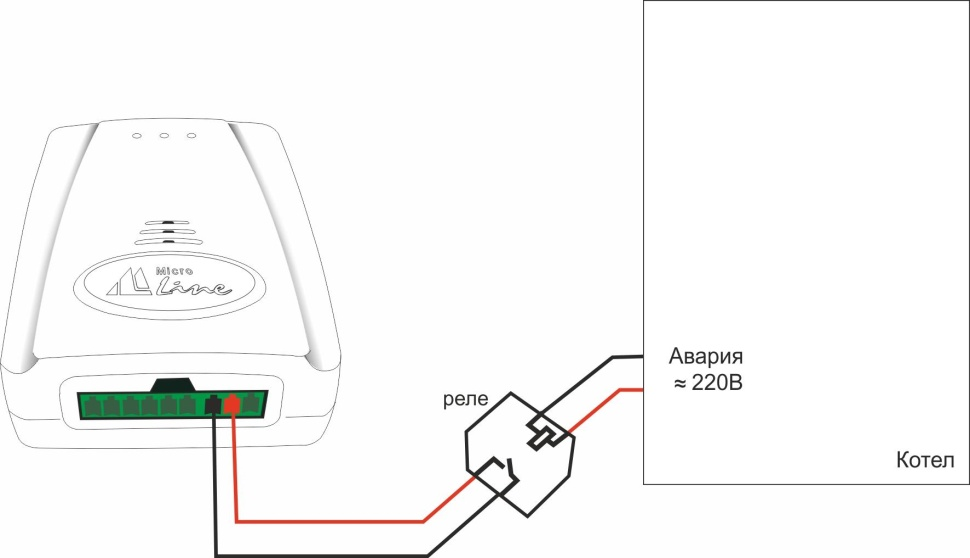 Micro
Line
реле
Авария
≈ 220В
Котел